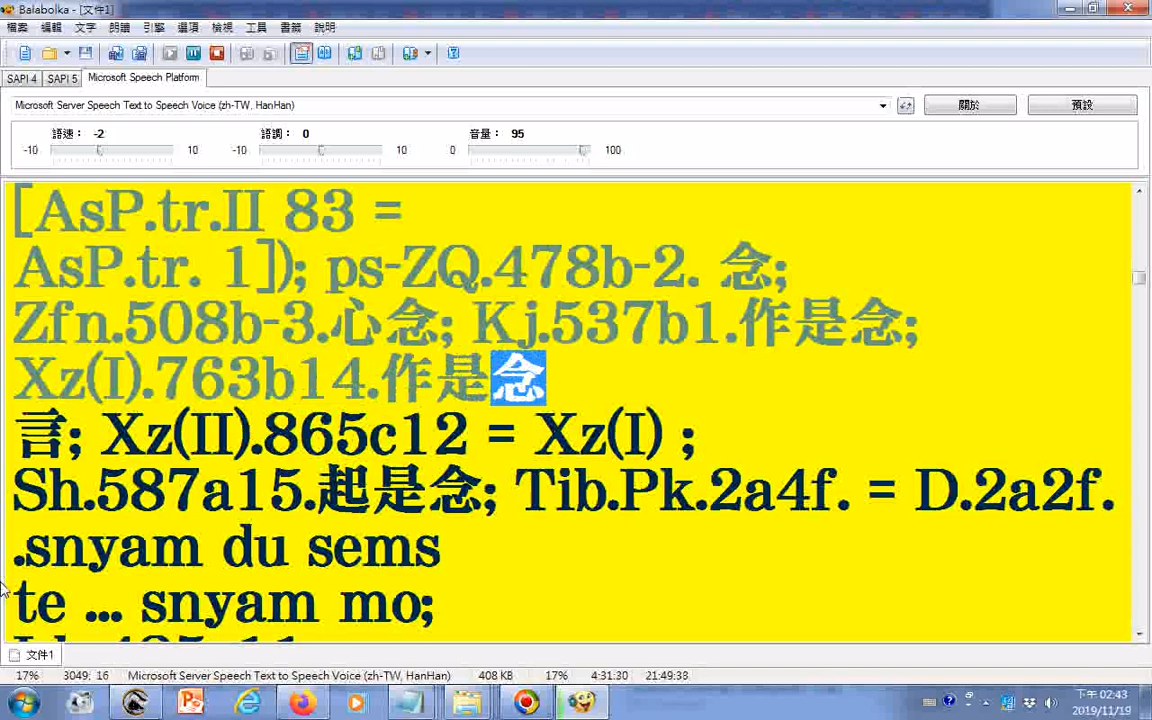 Balabolka - [文件1]
檔案 編輯 文字 朗讀 引擎 選項 檢視 工具 書籤 說明
SAPI 4 SAPI 5 Microsoft Speech Platform
Microsoft Server Speech Text to Speech Voice (zh-TW, HanHan) 關於 預設
語速： -2 語調： 0 音量： 95
-10 10 -10 10 0 100
[AsP.tr.II 83 =
AsP.tr. 1]); ps-ZQ.478b-2. 念;
Zfn.508b-3.心念; Kj.537b1.作是念;
Xz(I).763b14.作是念
言; Xz(II).865c12 = Xz(I) ;
Sh.587a15.起是念; Tib.Pk.2a4f. = D.2a2f.
.snyam du sems
te ... snyam mo;
文件1
17% 3049: 16 Microsoft Server Speech Text to Speech Voice (zh-TW, HanHan) 408 KB 17% 4:31:30 21:49:38
下午 02:43
2019/11/19